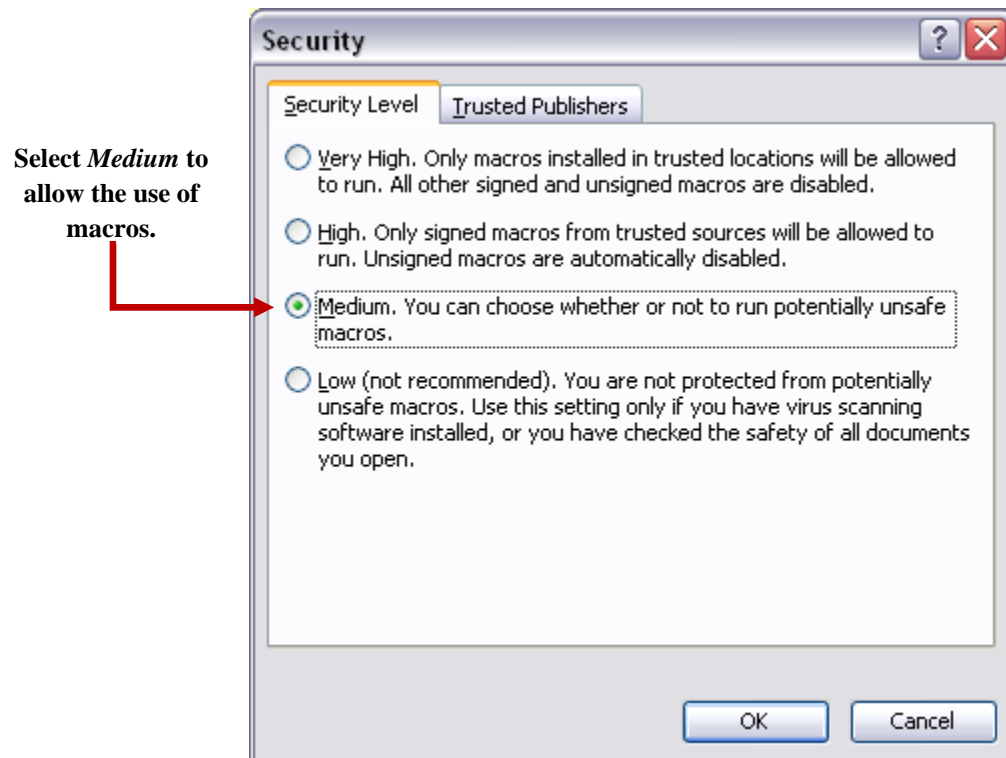 Security
Security Level
Trusted Publishers
Select Medium to
allow the use of
macros.
Very High. Only macros installed in trusted locations will be allowed
to run. All other signed and unsigned macros are disabled.
High. Only signed macros from trusted sources will be allowed to
run. Unsigned macros are automatically disabled.
Medium. You can choose whether or not to run potentially unsafe
macros.
Low (not recommended). You are not protected from potentially
unsafe macros. Use this setting only if you have virus scanning
software installed, or you have checked the safety of all documents
you open.
OK
Cancel